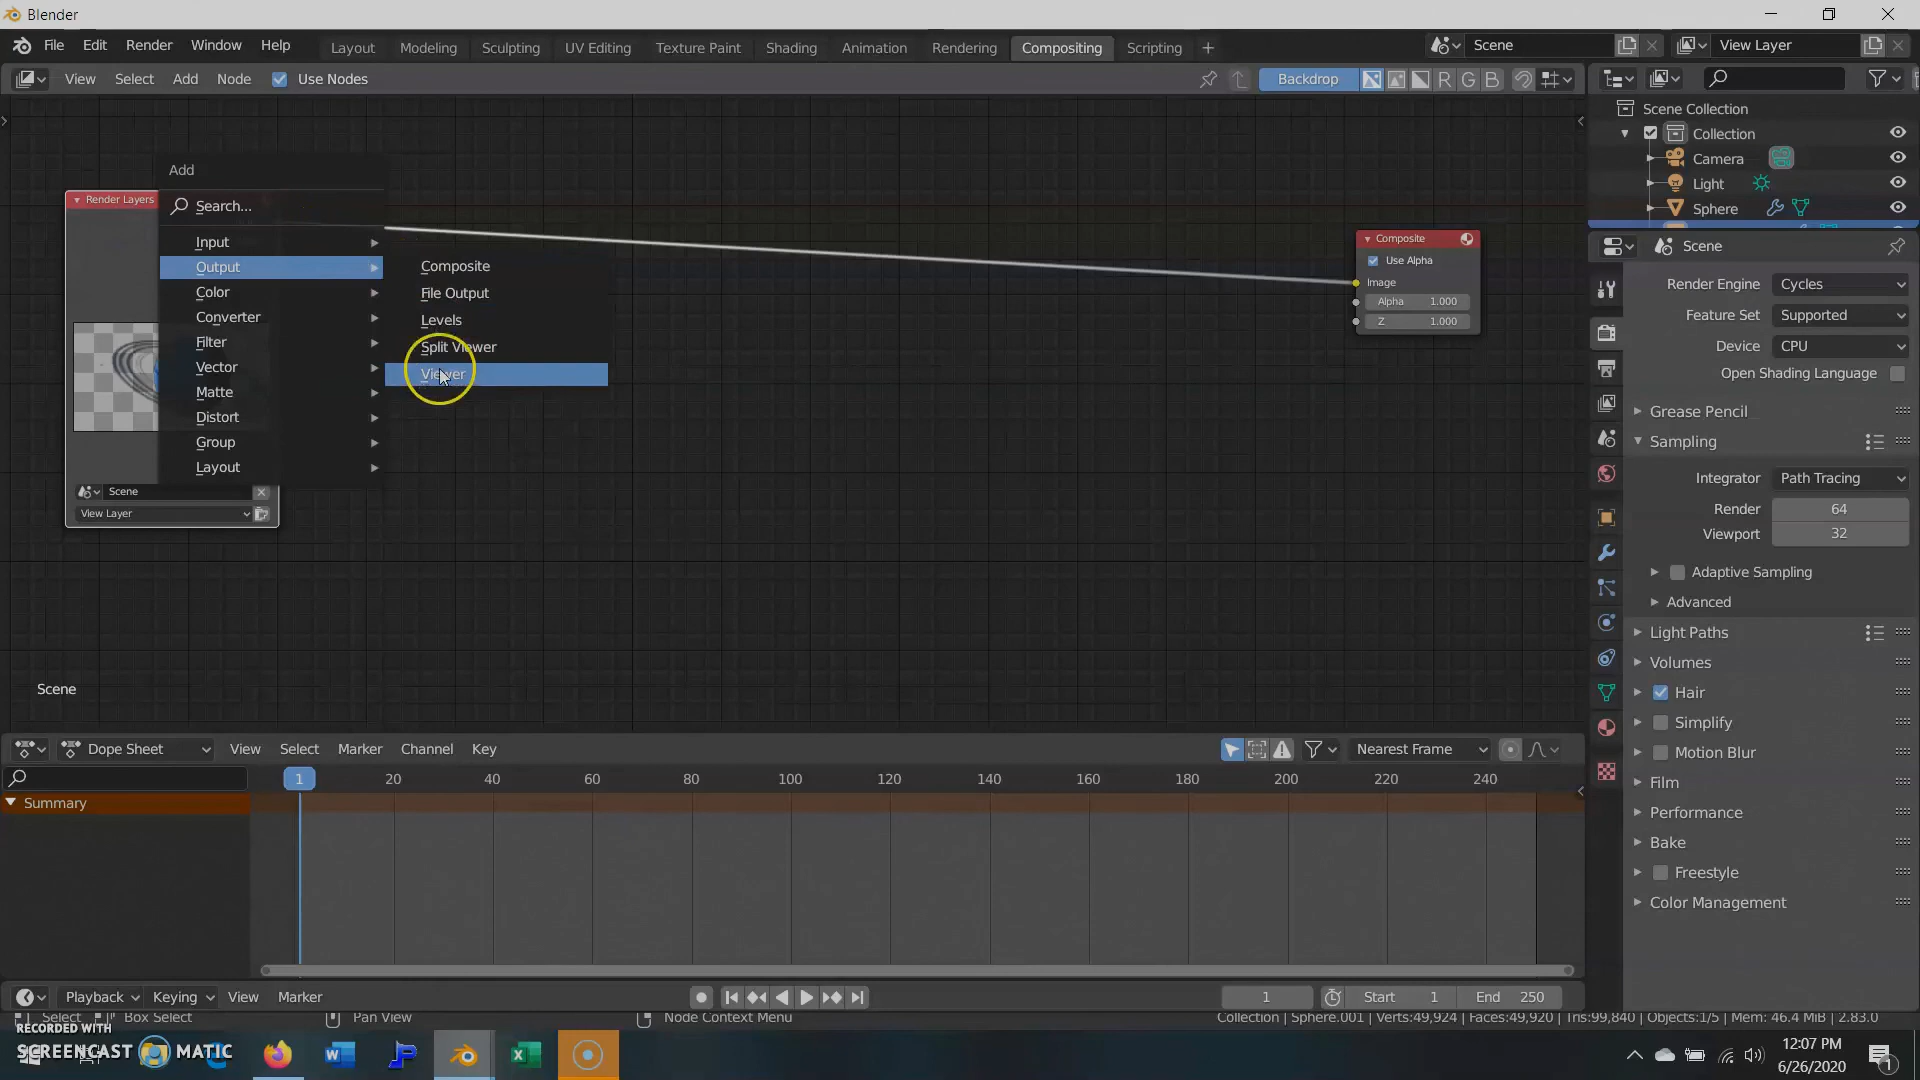 Blender
File Edit Render Window Help
Layout Modeling Sculpting UV Editing Texture Paint Shading Animation Rendering Compositing Scripting +
Scene
View Layer
View Select Add Node Use Nodes
Backdrop R G B
Scene Collection
Collection
Camera
Light
Sphere
Add
Search...
Input
Output
Color
Converter
Filter
Vector
Matte
Distort
Group
Layout
Composite
File Output
Levels
Split Viewer
Viewer
Render Layers
Scene
View Layer
Composite
Use Alpha
Image
Alpha 1.000
Z 1.000
Scene
Scene
Render Engine Cycles
Feature Set Supported
Device CPU
Open Shading Language
Grease Pencil
Sampling
Integrator Path Tracing
Render 64
Viewport 32
Adaptive Sampling
Advanced
Light Paths
Volumes
Hair
Simplify
Motion Blur
Film
Performance
Bake
Freestyle
Color Management
Dope Sheet View Select Marker Channel Key
Nearest Frame
1 20 40 60 80 100 120 140 160 180 200 220 240
Summary
Playback Keying View Marker
1 Start 1 End 250
Select Box Select Pan View Node Context Menu
Collection | Sphere.001 | Verts:49,924 | Faces:49,920 | Tris:99,840 | Objects:1/5 | Mem: 46.4 MiB | 2.83.0
RECORDED WITH
SCREENCAST MATIC
12:07 PM
6/26/2020
1